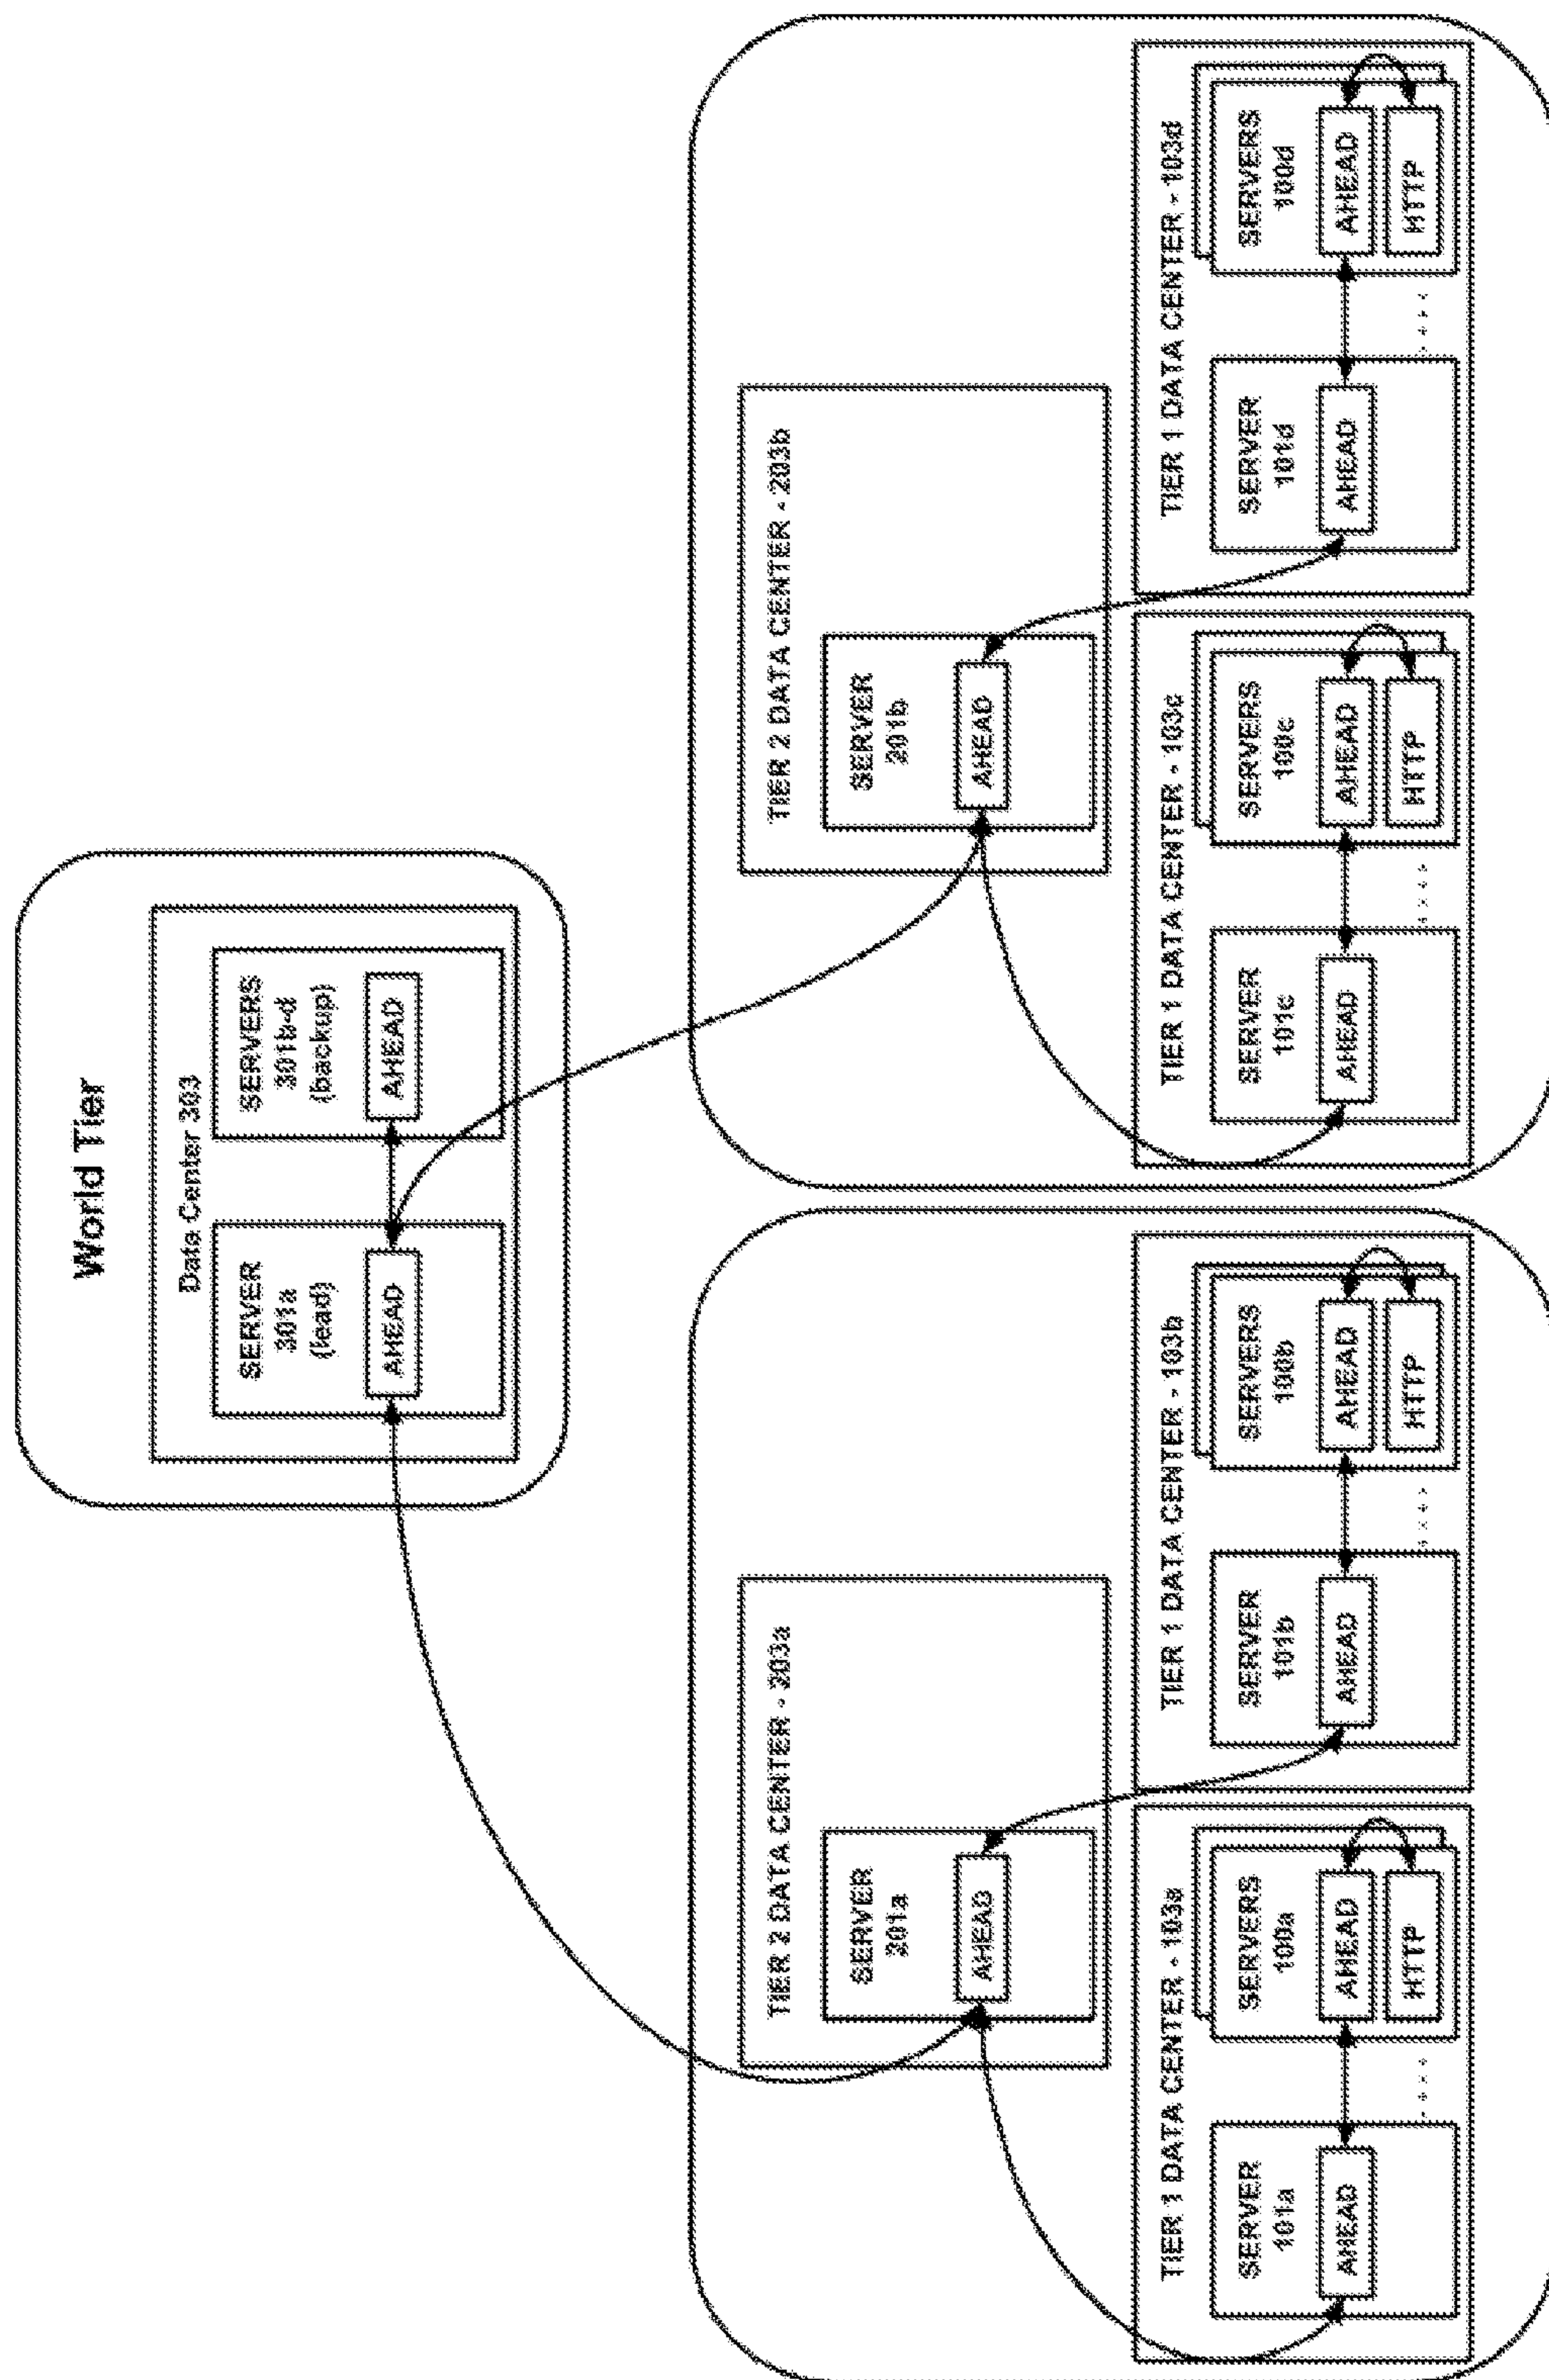 World Tier
Data Center 303
SERVER
301a
(lead)
AHEAD
SERVERS
301b-d
(backup)
AHEAD
TIER 2 DATA CENTER - 203a
SERVER
201a
AHEAD
TIER 2 DATA CENTER - 203b
SERVER
201b
AHEAD
TIER 1 DATA CENTER - 103a
SERVER
101a
AHEAD
SERVERS
100a
AHEAD
HTTP
TIER 1 DATA CENTER - 103b
SERVER
101b
AHEAD
SERVERS
100b
AHEAD
HTTP
TIER 1 DATA CENTER - 103c
SERVER
101c
AHEAD
SERVERS
100c
AHEAD
HTTP
TIER 1 DATA CENTER - 103d
SERVER
101d
AHEAD
SERVERS
100d
AHEAD
HTTP